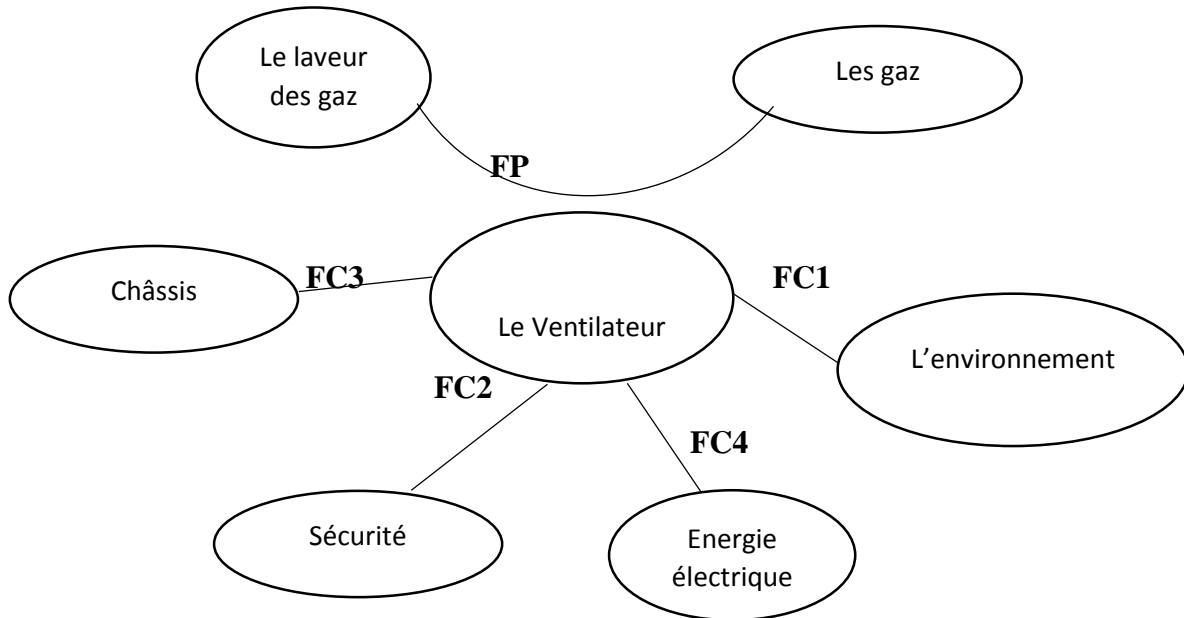 Le laveur
des gaz
Les gaz
FP
Châssis
FC3
FC1
Le Ventilateur
L’environnement
FC2
FC4
Sécurité
Energie
électrique